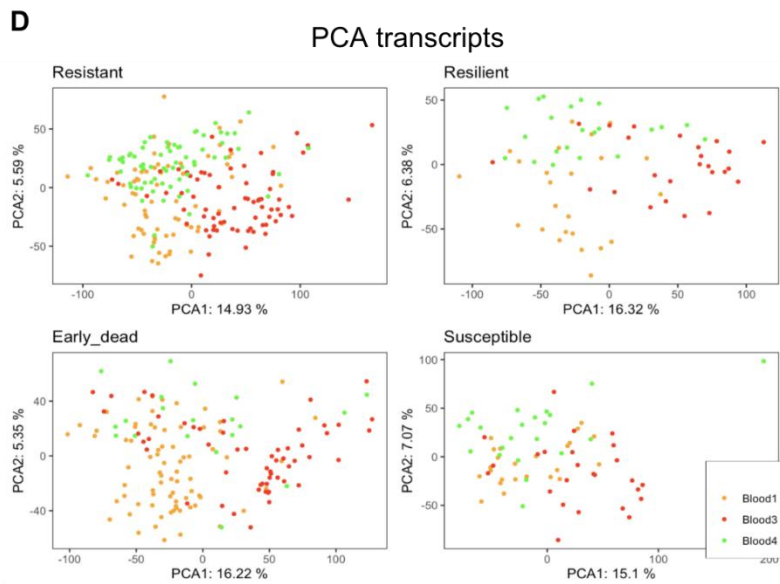 D
PCA transcripts
Resistant
Resilient
PCA2: 5.59 %
50
0
-50
-100
0
100
PCA1: 14.93 %
PCA2: 6.38 %
50
0
-50
-100
-50
0
50
100
PCA1: 16.32 %
Early_dead
Susceptible
PCA2: 5.35 %
40
0
-40
-100
-50
0
50
100
PCA1: 16.22 %
PCA2: 7.07 %
100
50
0
-50
0
100
200
PCA1: 15.1 %
Blood1
Blood3
Blood4